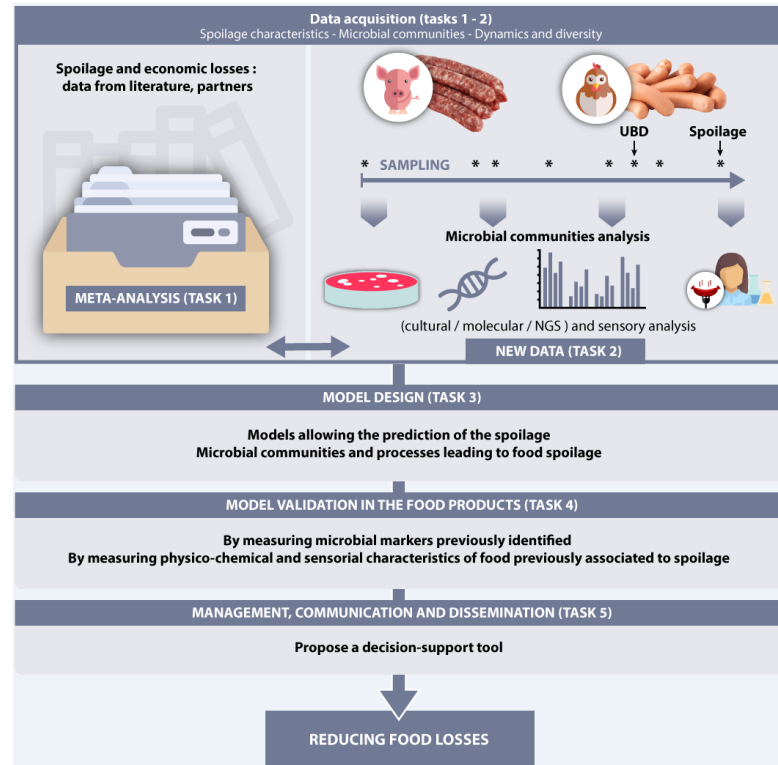 Data acquisition (tasks 1 - 2)
Spoilage characteristics - Microbial communities - Dynamics and diversity
Spoilage and economic losses :
data from literature, partners
META-ANALYSIS (TASK 1)
UBD
Spoilage
* SAMPLING * * * * * * *
Microbial communities analysis
(cultural / molecular / NGS ) and sensory analysis
NEW DATA (TASK 2)
MODEL DESIGN (TASK 3)
Models allowing the prediction of the spoilage
Microbial communities and processes leading to food spoilage
MODEL VALIDATION IN THE FOOD PRODUCTS (TASK 4)
By measuring microbial markers previously identified
By measuring physico-chemical and sensorial characteristics of food previously associated to spoilage
MANAGEMENT, COMMUNICATION AND DISSEMINATION (TASK 5)
Propose a decision-support tool
REDUCING FOOD LOSSES